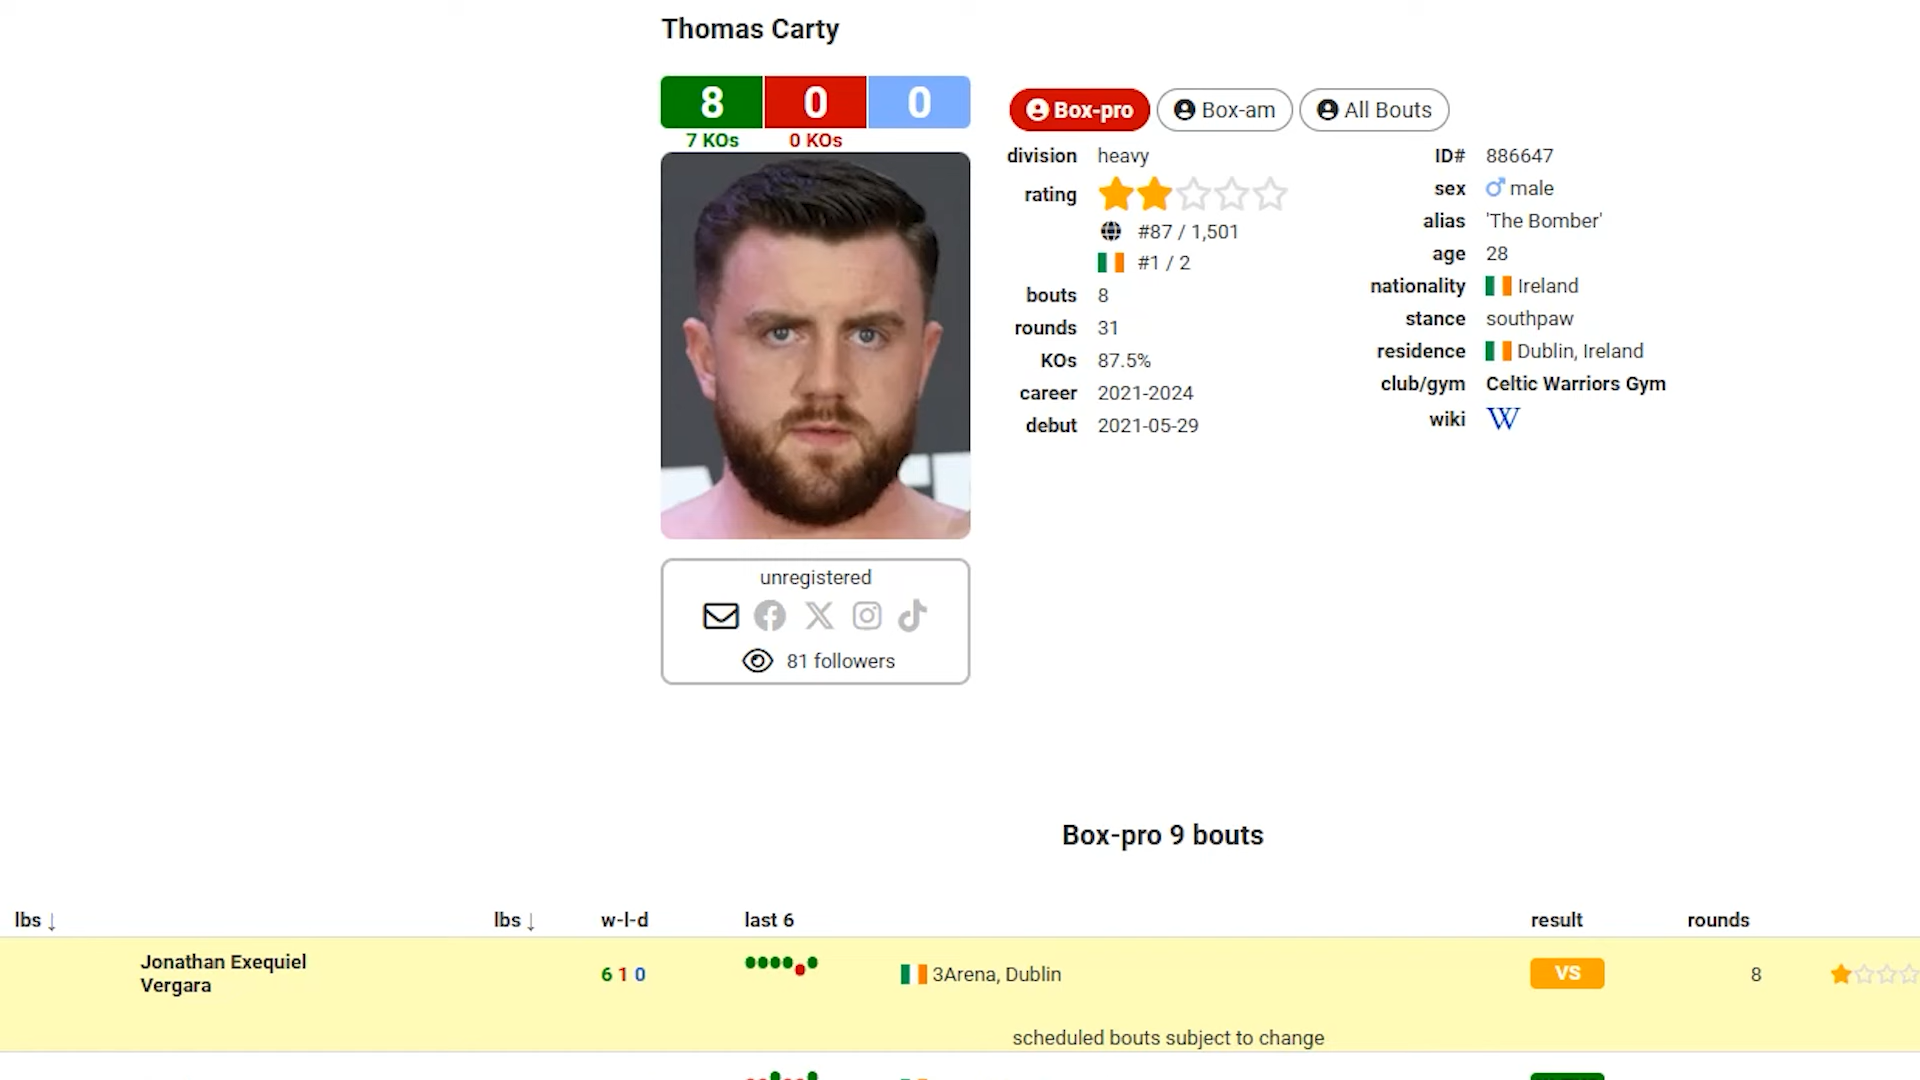 Thomas Carty
8 0 0
7 KOs 0 KOs
Box-pro Box-am All Bouts
division heavy
rating
#87 / 1,501
#1 / 2
bouts 8
rounds 31
KOs 87.5%
career 2021-2024
debut 2021-05-29
ID# 886647
sex male
alias 'The Bomber'
age 28
nationality Ireland
stance southpaw
residence Dublin, Ireland
club/gym Celtic Warriors Gym
wiki W
unregistered
81 followers
Box-pro 9 bouts
lbs ↓ lbs ↓ w-l-d last 6 result rounds
Jonathan Exequiel
Vergara
6 1 0 3Arena, Dublin VS 8
scheduled bouts subject to change